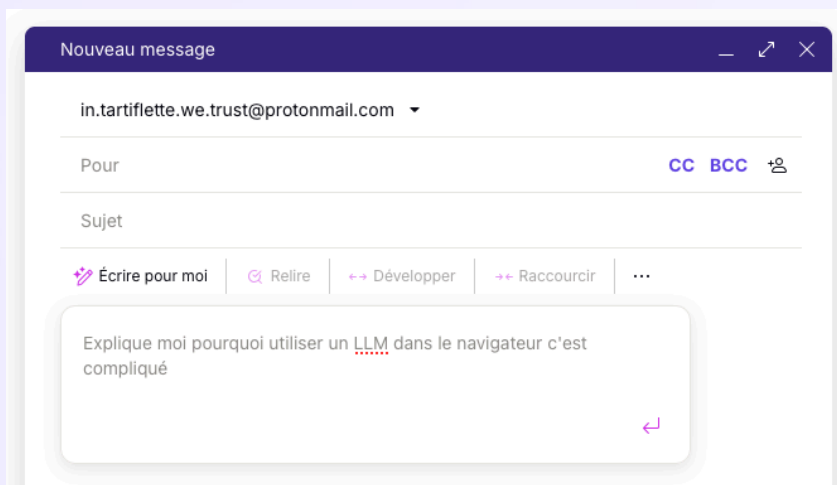 Nouveau message
in.tartiflette.we.trust@protonmail.com
Pour CC BCC
Sujet
Écrire pour moi Relire Développer Raccourcir ...
Explique moi pourquoi utiliser un LLM dans le navigateur c'est
compliqué